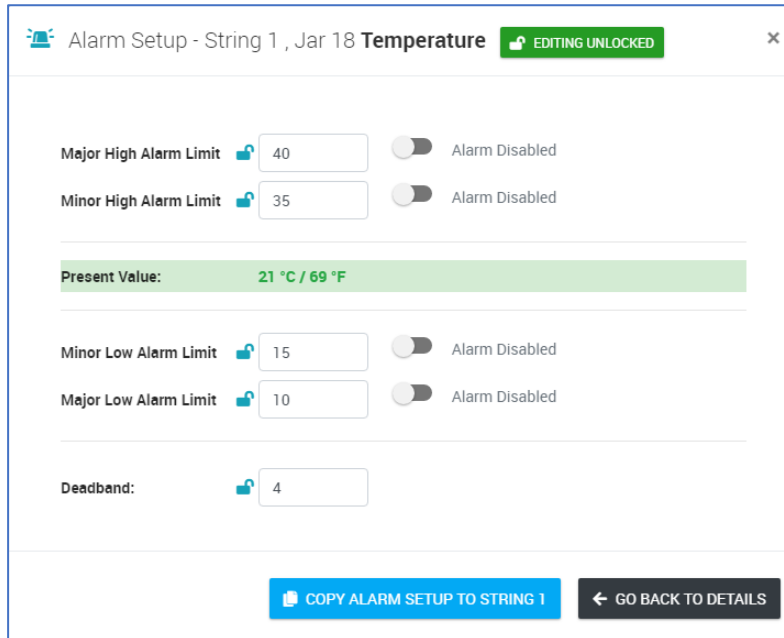 Alarm Setup - String 1 , Jar 18 Temperature EDITING UNLOCKED ×
Major High Alarm Limit 40 Alarm Disabled
Minor High Alarm Limit 35 Alarm Disabled
Present Value: 21 °C / 69 °F
Minor Low Alarm Limit 15 Alarm Disabled
Major Low Alarm Limit 10 Alarm Disabled
Deadband: 4
COPY ALARM SETUP TO STRING 1 GO BACK TO DETAILS